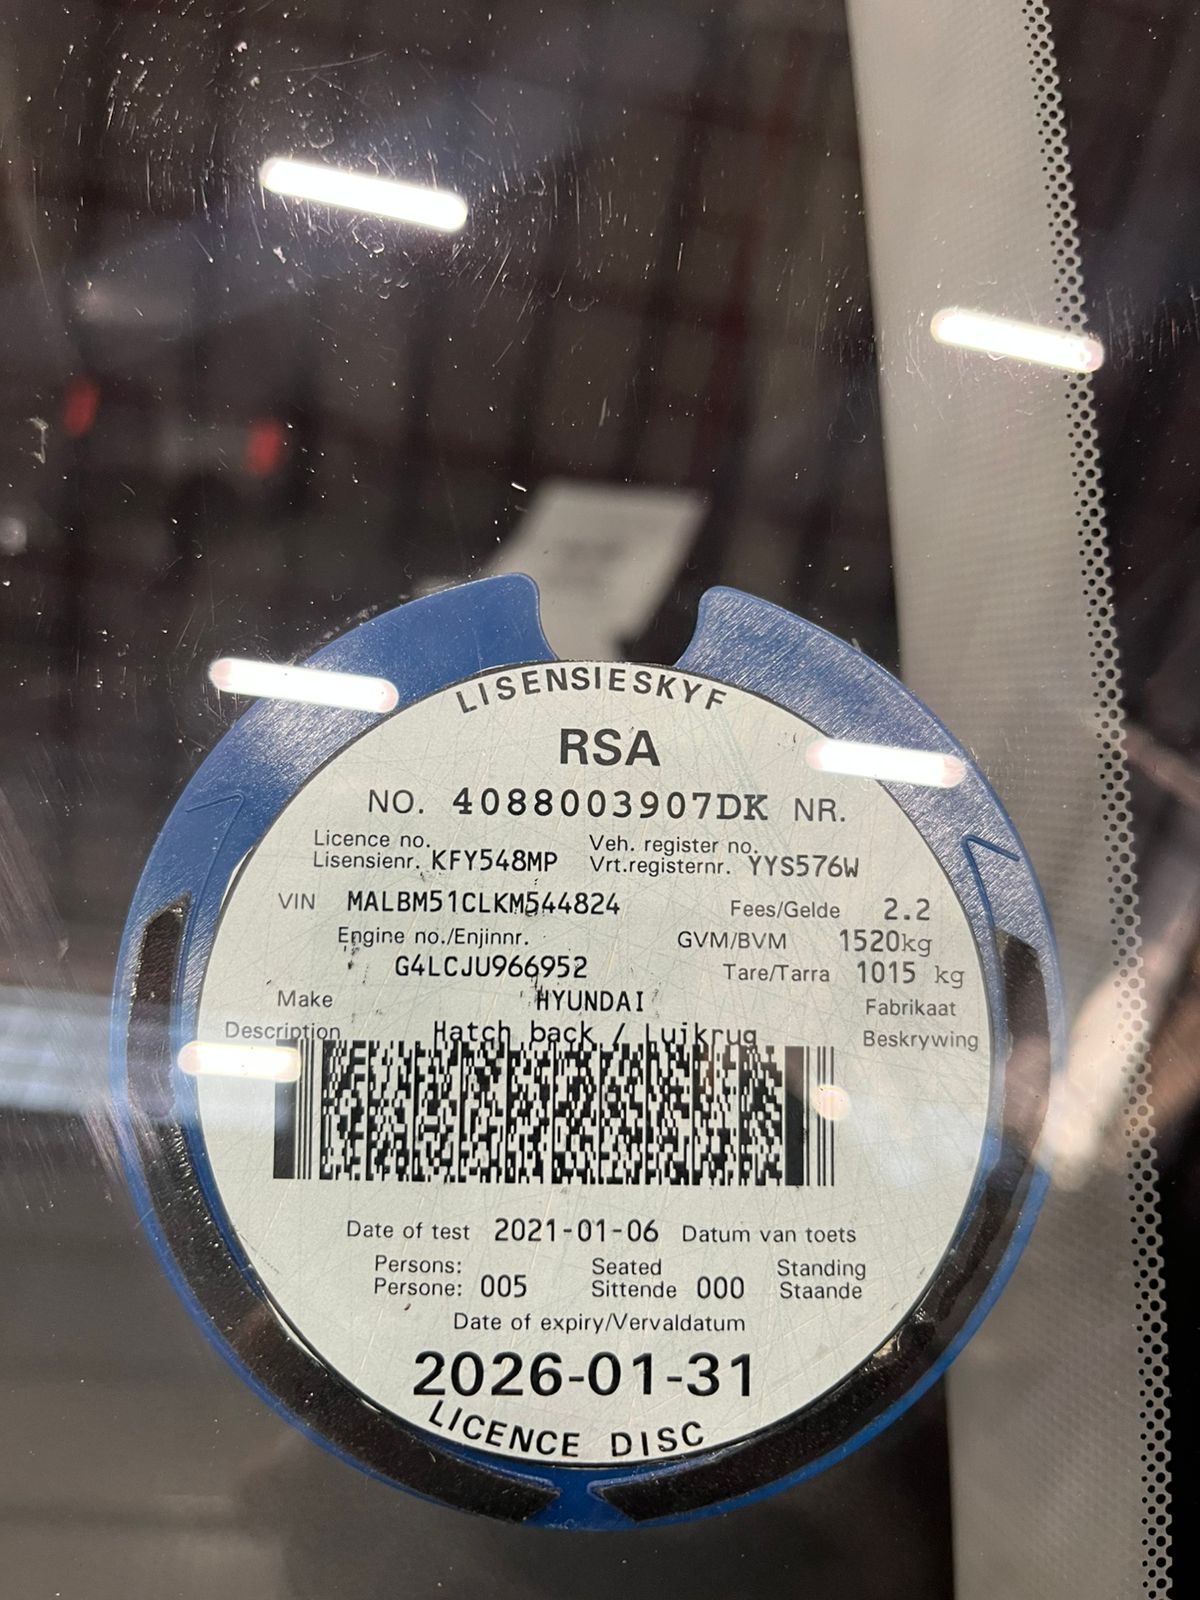 LISENSIESKYF
RSA
NO. 4088003907DK NR.
Licence no. Veh. register no.
Lisensienr. KFY548MP Vrt.registernr. YYS576W
VIN MALBM51CLKM544824 Fees/Gelde 2.2
Engine no./Enjinnr. GVM/BVM 1520kg
G4LCJU966952 Tare/Tarra 1015 kg
Make HYUNDAI Fabrikaat
Description Hatch back / Luikrug Beskrywing
Date of test 2021-01-06 Datum van toets
Persons: Seated Standing
Persone: 005 Sittende 000 Staande
Date of expiry/Vervaldatum
2026-01-31
LICENCE DISC